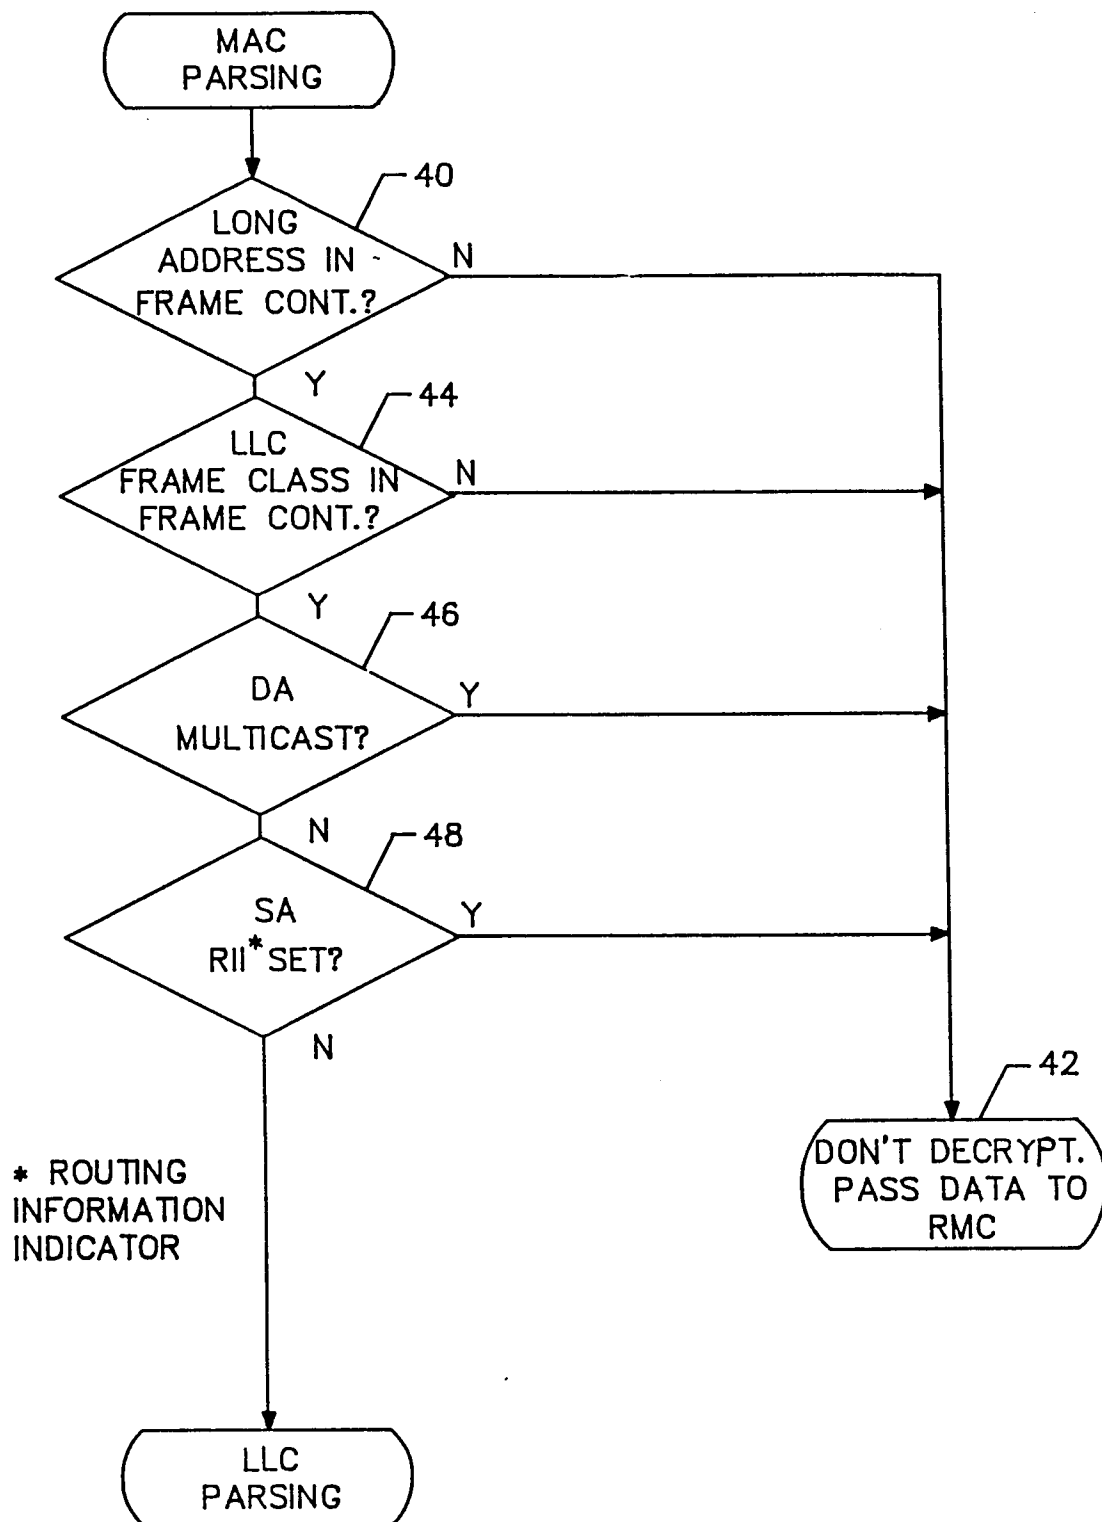 MAC
PARSING
40
LONG
ADDRESS IN
FRAME CONT.?
N
Y
44
LLC
FRAME CLASS IN
FRAME CONT.?
N
Y
46
DA
MULTICAST?
Y
N
48
SA
RII* SET?
Y
N
42
DON'T DECRYPT.
PASS DATA TO
RMC
* ROUTING
INFORMATION
INDICATOR
LLC
PARSING